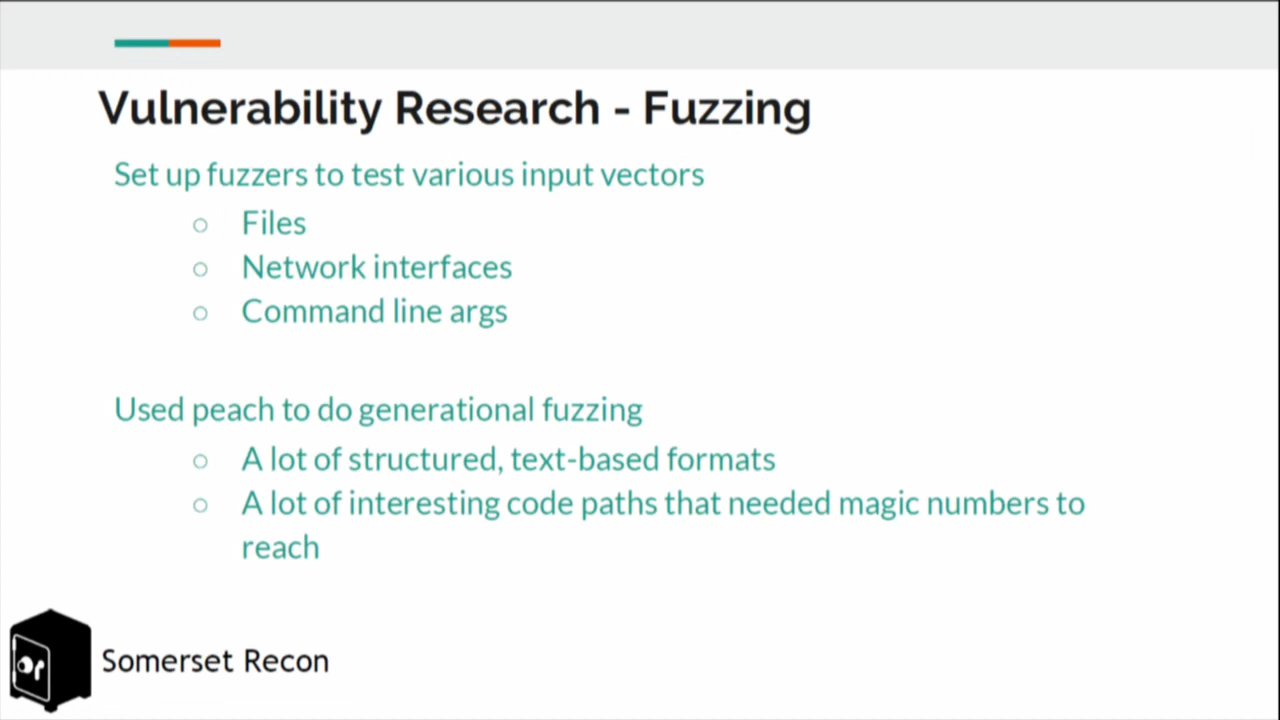 Vulnerability Research - Fuzzing
Set up fuzzers to test various input vectors
○ Files
○ Network interfaces
○ Command line args
Used peach to do generational fuzzing
○ A lot of structured, text-based formats
○ A lot of interesting code paths that needed magic numbers to
reach
Somerset Recon